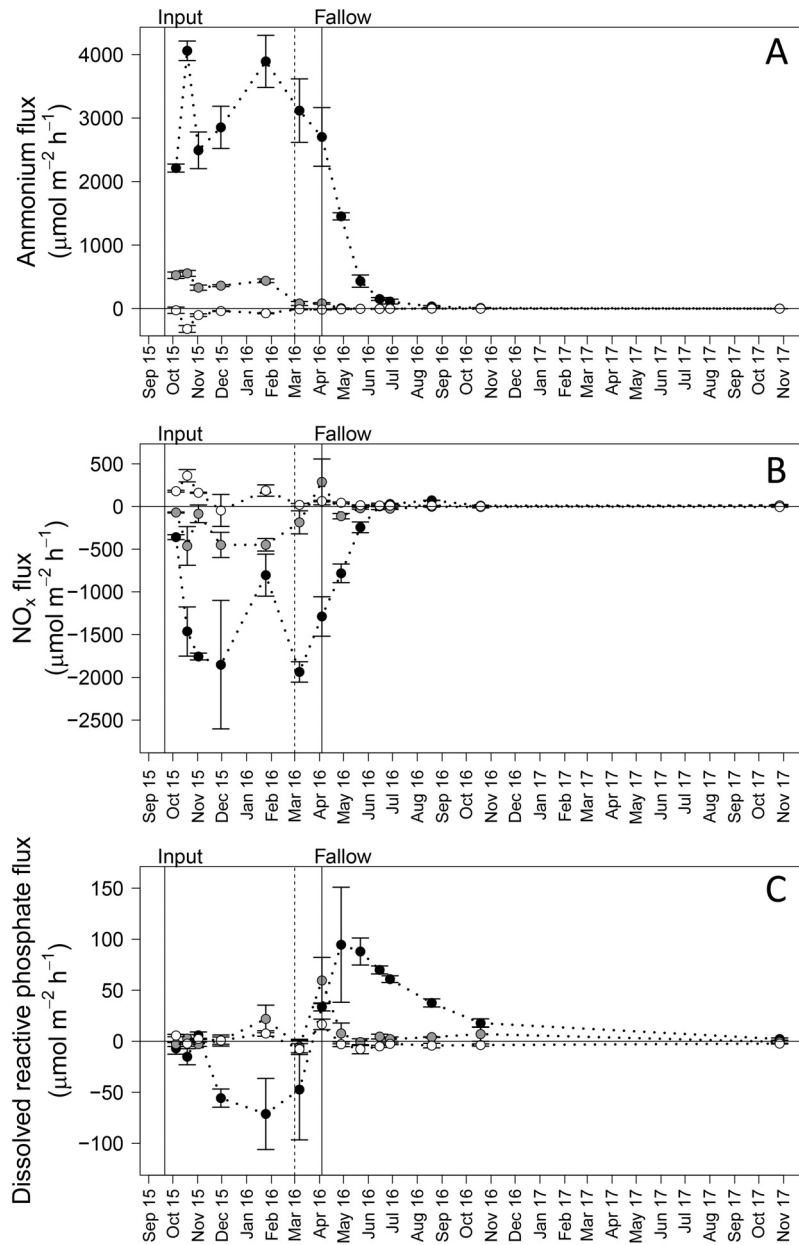 Input Fallow
A
Ammonium flux
(μmol m−2 h−1)
4000
3000
2000
1000
0
Sep 15 Oct 15 Nov 15 Dec 15 Jan 16 Feb 16 Mar 16 Apr 16 May 16 Jun 16 Jul 16 Aug 16 Sep 16 Oct 16 Nov 16 Dec 16 Jan 17 Feb 17 Mar 17 Apr 17 May 17 Jun 17 Jul 17 Aug 17 Sep 17 Oct 17 Nov 17
Input Fallow
B
NOx flux
(μmol m−2 h−1)
500
0
−500
−1000
−1500
−2000
−2500
Sep 15 Oct 15 Nov 15 Dec 15 Jan 16 Feb 16 Mar 16 Apr 16 May 16 Jun 16 Jul 16 Aug 16 Sep 16 Oct 16 Nov 16 Dec 16 Jan 17 Feb 17 Mar 17 Apr 17 May 17 Jun 17 Jul 17 Aug 17 Sep 17 Oct 17 Nov 17
Input Fallow
C
Dissolved reactive phosphate flux
(μmol m−2 h−1)
150
100
50
0
−50
−100
Sep 15 Oct 15 Nov 15 Dec 15 Jan 16 Feb 16 Mar 16 Apr 16 May 16 Jun 16 Jul 16 Aug 16 Sep 16 Oct 16 Nov 16 Dec 16 Jan 17 Feb 17 Mar 17 Apr 17 May 17 Jun 17 Jul 17 Aug 17 Sep 17 Oct 17 Nov 17